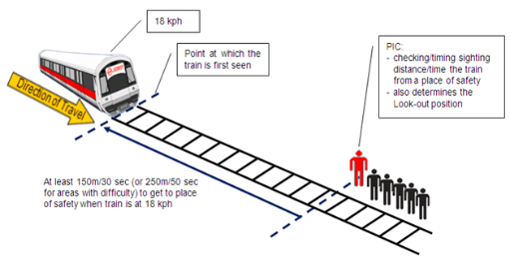 18 kph
Point at which the
train is first seen
PIC:
- checking/timing sighting
distance/time the train
from a place of safety
- also determines the
Look-out position
Direction of Travel
At least 150m/30 sec (or 250m/50 sec
for areas with difficulty) to get to place
of safety when train is at 18 kph